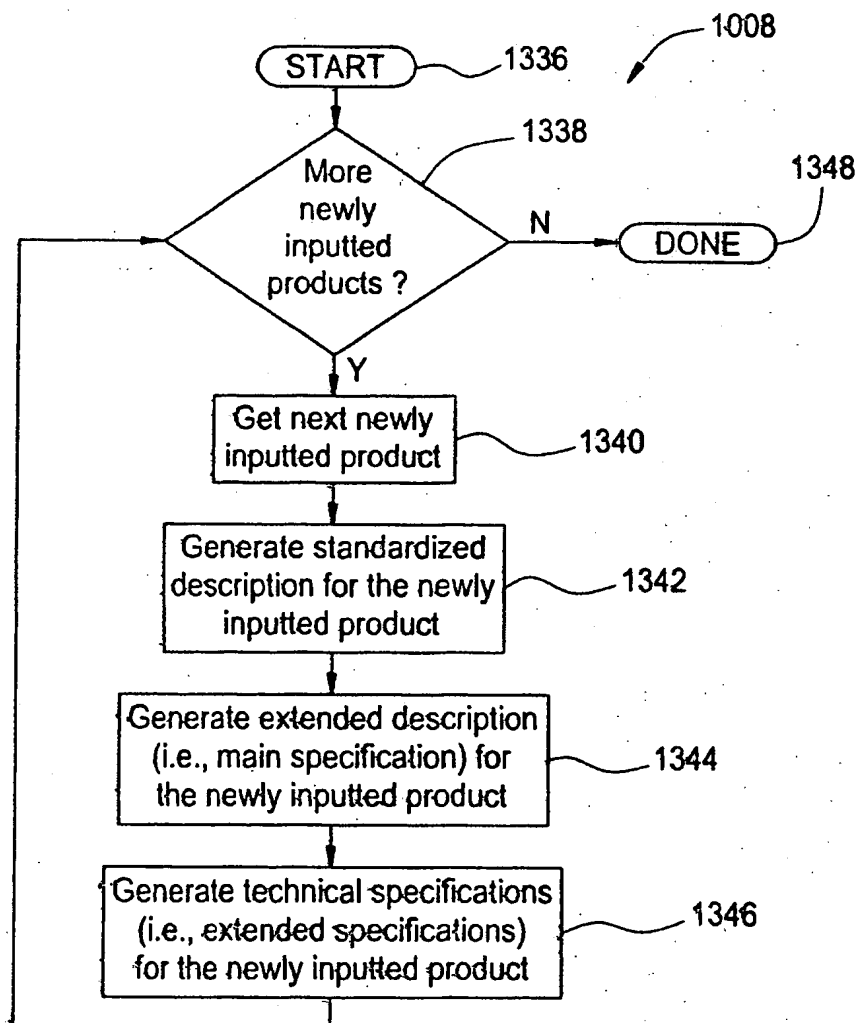 1008
START
1336
1338
More
newly
inputted
products ?
N
DONE
1348
Y
Get next newly
inputted product
1340
Generate standardized
description for the newly
inputted product
1342
Generate extended description
(i.e., main specification) for
the newly inputted product
1344
Generate technical specifications
(i.e., extended specifications)
for the newly inputted product
1346